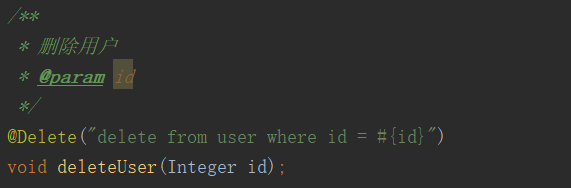 /**
* 删除用户
* @param id
*/
@Delete("delete from user where id = #{id}")
void deleteUser(Integer id);